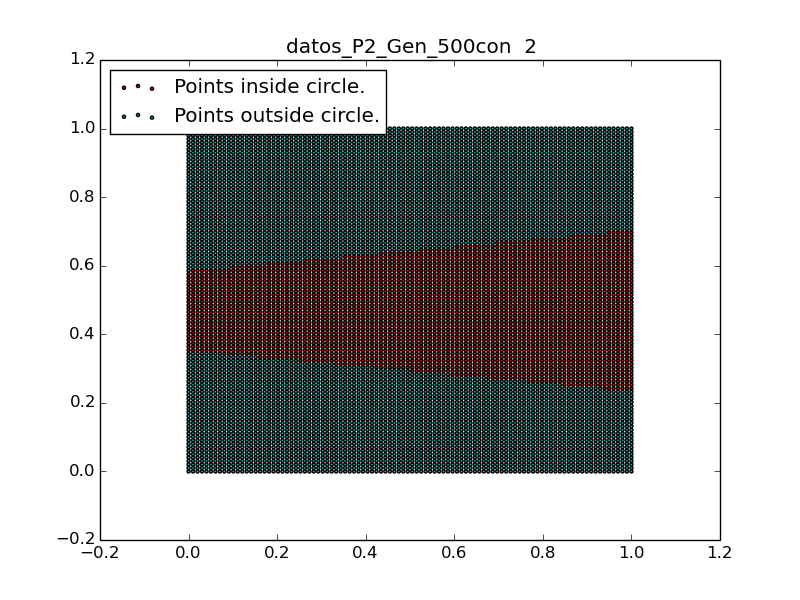 datos_P2_Gen_500con  2
Points inside circle.
Points outside circle.
1.2
1.0
0.8
0.6
0.4
0.2
0.0
−0.2
−0.2 0.0 0.2 0.4 0.6 0.8 1.0 1.2